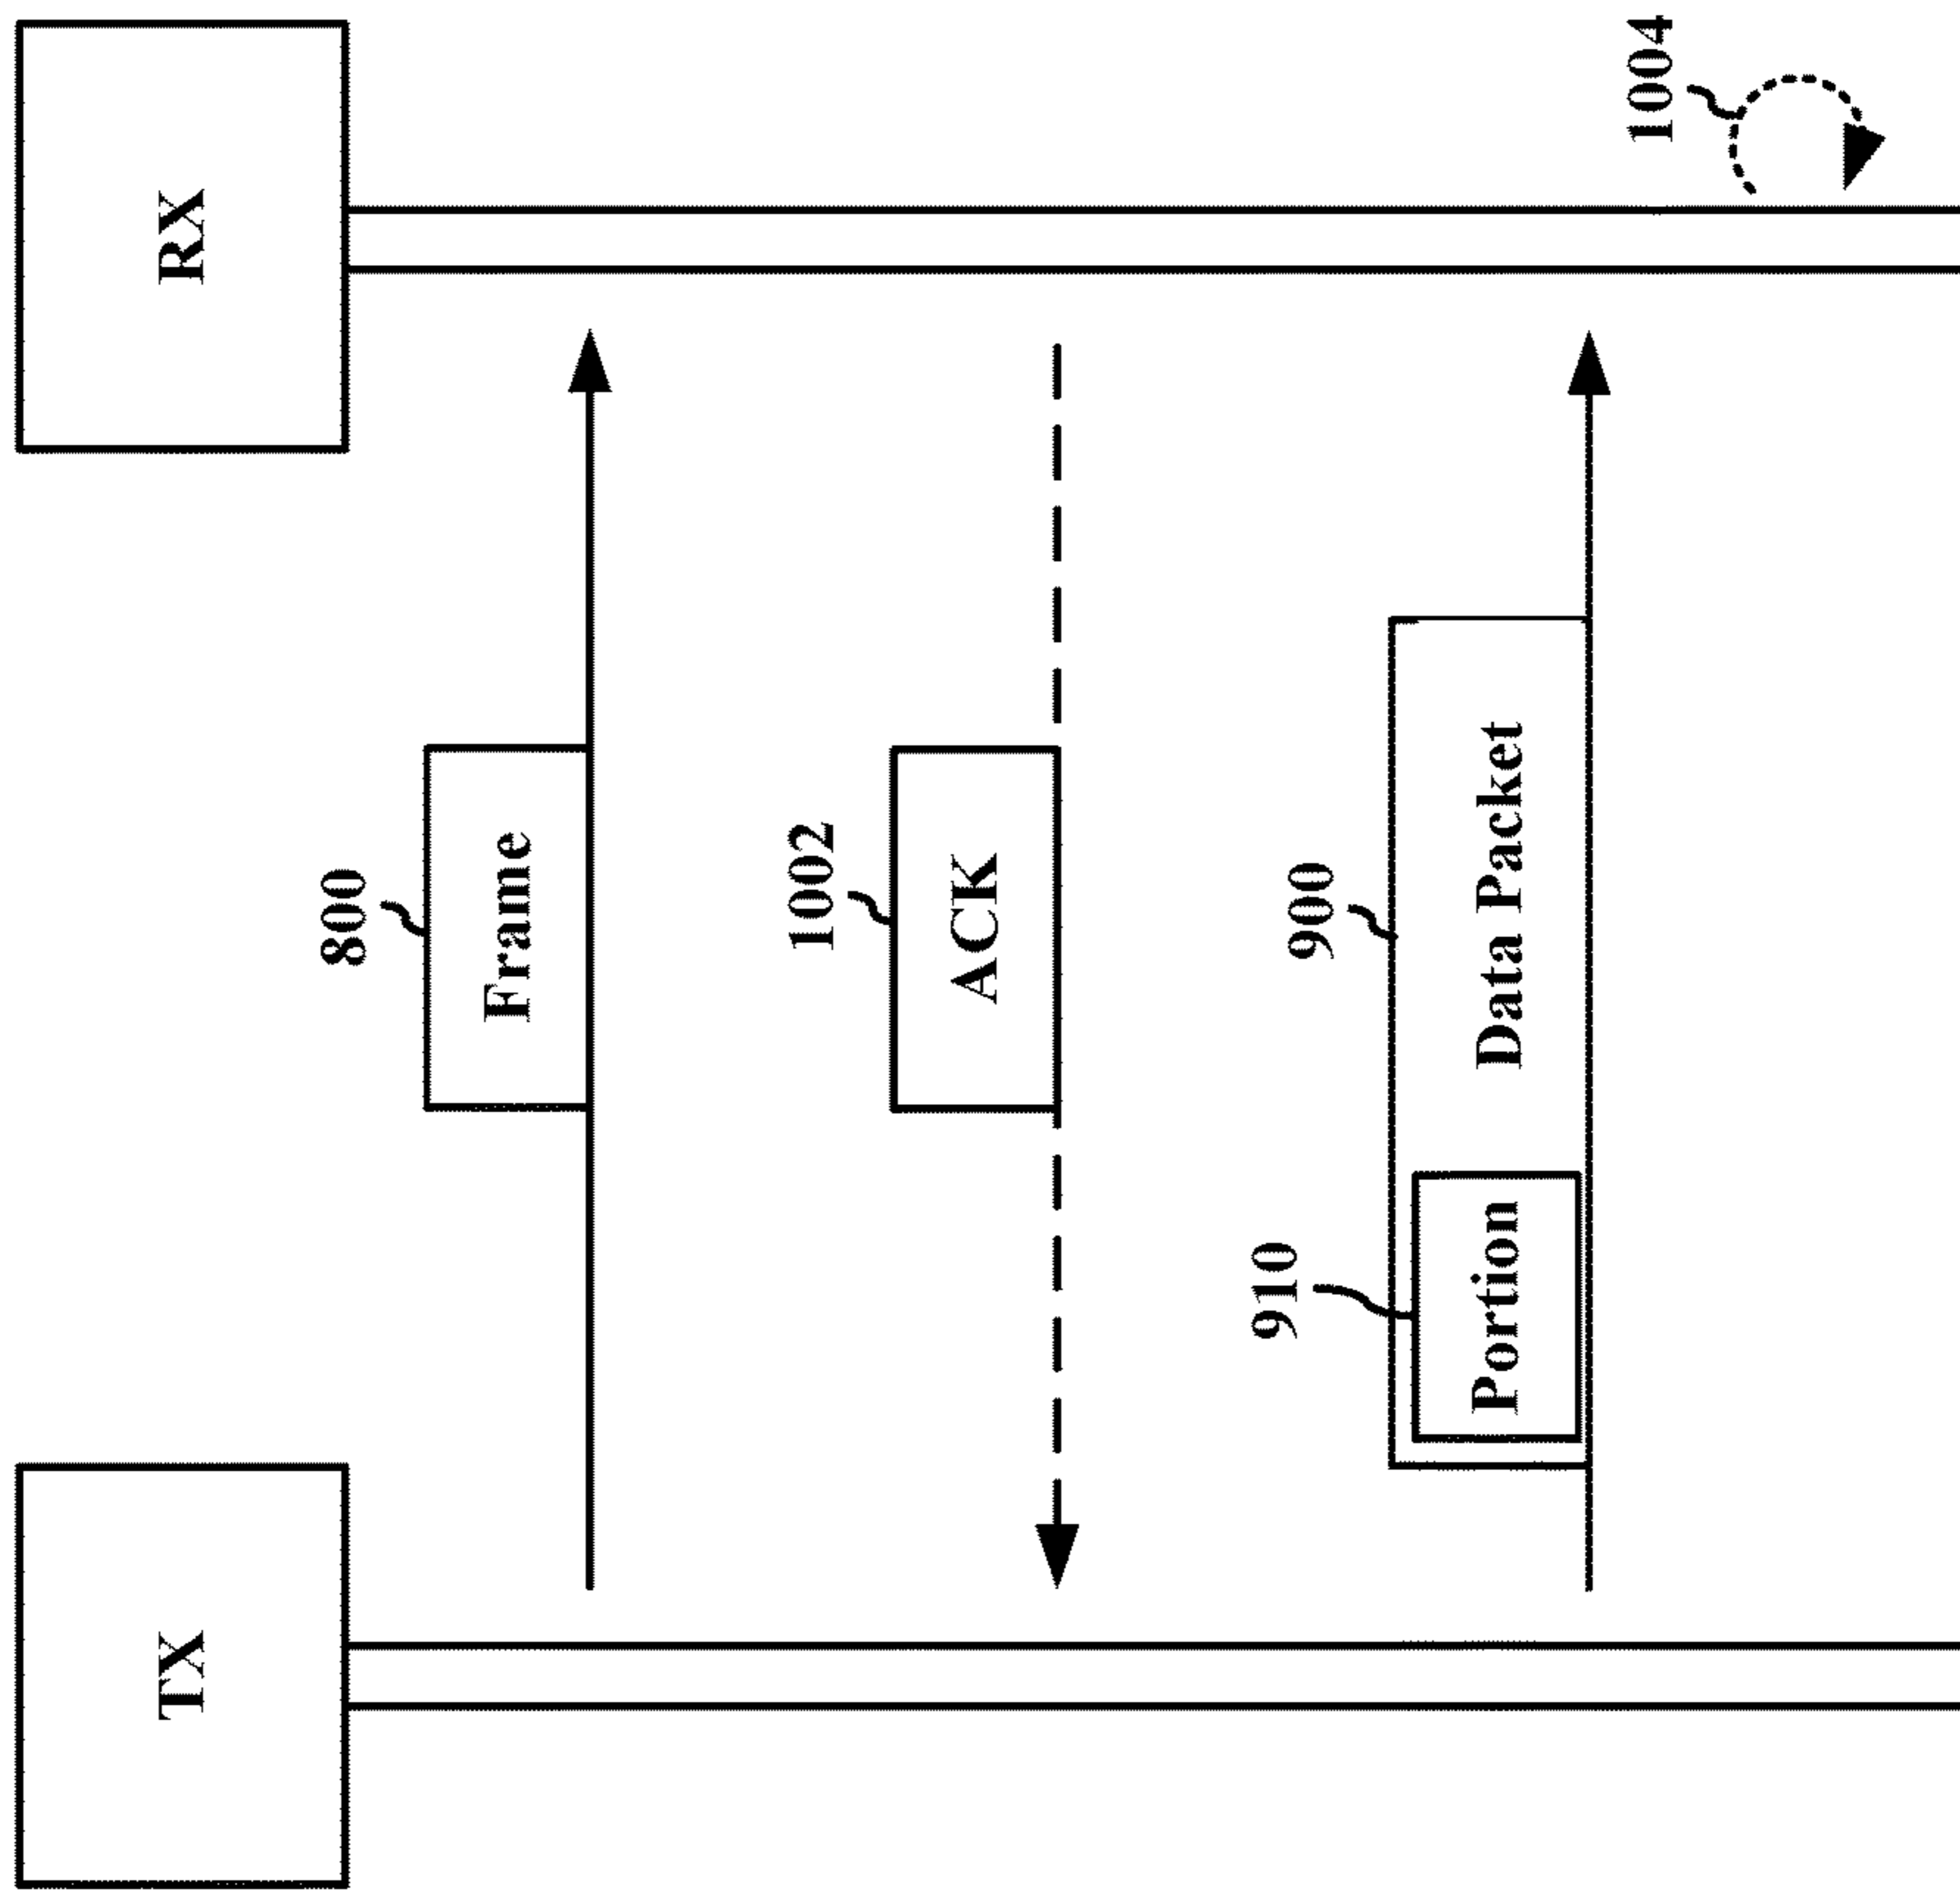 TX
RX
800
Frame
1002
ACK
900
910
Portion
Data Packet
1004